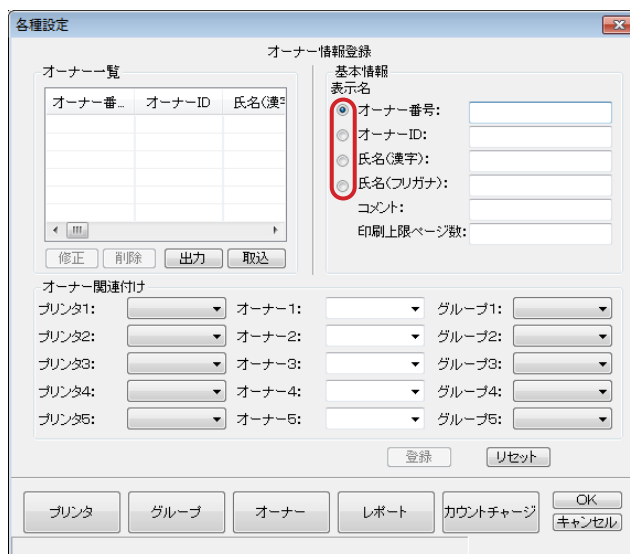 各種設定
オーナー情報登録
オーナー一覧
オーナー番... オーナーID 氏名(漢字
修正 削除 出力 取込
基本情報
表示名
オーナー番号:
オーナーID:
氏名(漢字):
氏名(フリガナ):
コメント:
印刷上限ページ数:
オーナー関連付け
プリンタ1: オーナー1: グループ1:
プリンタ2: オーナー2: グループ2:
プリンタ3: オーナー3: グループ3:
プリンタ4: オーナー4: グループ4:
プリンタ5: オーナー5: グループ5:
登録 リセット
プリンタ グループ オーナー レポート カウントチャージ OK
キャンセル